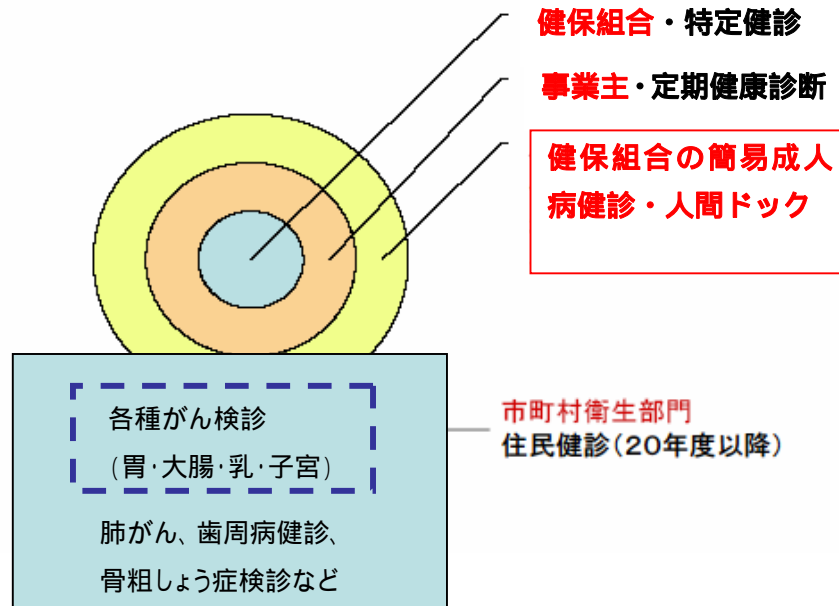 健保組合・特定健診
事業主・定期健康診断
健保組合の簡易成人
病健診・人間ドック
各種がん検診
(胃・大腸・乳・子宮)
肺がん、歯周病健診、
骨粗しょう症検診など
市町村衛生部門
住民健診(20年度以降)